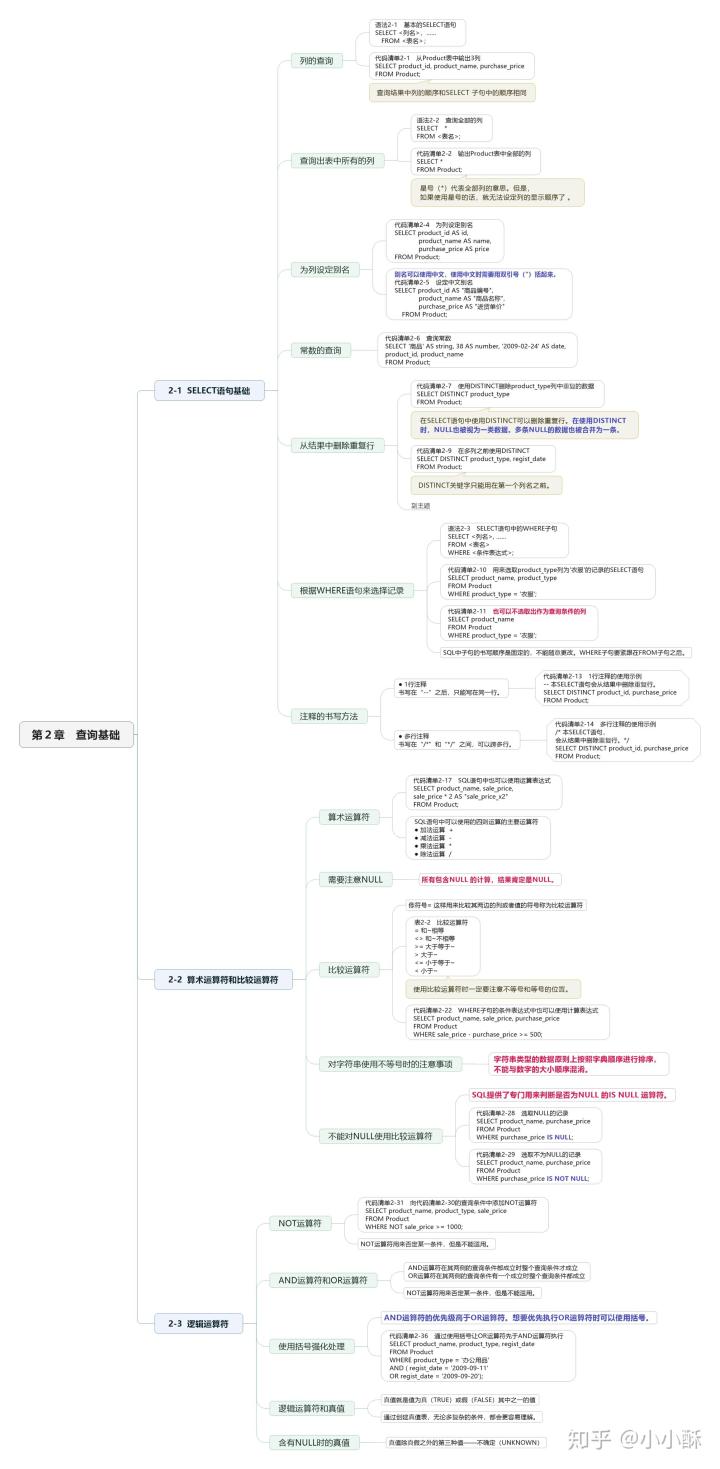 第2章 查询基础
2-1 SELECT语句基础
列的查询
语法2-1 基本的SELECT语句
SELECT <列名>, ......
FROM <表名>;
代码清单2-1 从Product表中输出3列
SELECT product_id, product_name, purchase_price
FROM Product;
查询结果中列的顺序和SELECT 子句中的顺序相同
查询出表中所有的列
语法2-2 查询全部的列
SELECT *
FROM <表名>;
代码清单2-2 输出Product表中全部的列
SELECT *
FROM Product;
星号（*）代表全部列的意思。但是，
如果使用星号的话，就无法设定列的显示顺序了 。
为列设定别名
代码清单2-4 为列设定别名
SELECT product_id AS id,
product_name AS name,
purchase_price AS price
FROM Product;
别名可以使用中文，使用中文时需要用双引号（"）括起来。
代码清单2-5 设定中文别名
SELECT product_id AS "商品编号",
product_name AS "商品名称",
purchase_price AS "进货单价"
FROM Product;
常数的查询
代码清单2-6 查询常数
SELECT '商品' AS string, 38 AS number, '2009-02-24' AS date,
product_id, product_name
FROM Product;
从结果中删除重复行
代码清单2-7 使用DISTINCT删除product_type列中重复的数据
SELECT DISTINCT product_type
FROM Product;
在SELECT语句中使用DISTINCT可以删除重复行。在使用DISTINCT
时，NULL也被视为一类数据。多条NULL的数据也被合并为一条。
代码清单2-9 在多列之前使用DISTINCT
SELECT DISTINCT product_type, regist_date
FROM Product;
DISTINCT关键字只能用在第一个列名之前。
副主题
根据WHERE语句来选择记录
语法2-3 SELECT语句中的WHERE子句
SELECT <列名>, ......
FROM <表名>
WHERE <条件表达式>;
代码清单2-10 用来选取product_type列为'衣服'的记录的SELECT语句
SELECT product_name, product_type
FROM Product
WHERE product_type = '衣服';
代码清单2-11 也可以不选取出作为查询条件的列
SELECT product_name
FROM Product
WHERE product_type = '衣服';
SQL中子句的书写顺序是固定的，不能随意更改。WHERE子句要紧跟在FROM子句之后。
注释的书写方法
● 1行注释
书写在“--”之后，只能写在同一行。
代码清单2-13 1行注释的使用示例
-- 本SELECT语句会从结果中删除重复行。
SELECT DISTINCT product_id, purchase_price
FROM Product;
● 多行注释
书写在“/*”和“*/”之间，可以跨多行。
代码清单2-14 多行注释的使用示例
/* 本SELECT语句，
会从结果中删除重复行。*/
SELECT DISTINCT product_id, purchase_price
FROM Product;
2-2 算术运算符和比较运算符
算术运算符
代码清单2-17 SQL语句中也可以使用运算表达式
SELECT product_name, sale_price,
sale_price * 2 AS "sale_price_x2"
FROM Product;
SQL语句中可以使用的四则运算的主要运算符
● 加法运算 +
● 减法运算 -
● 乘法运算 *
● 除法运算 /
需要注意NULL
所有包含NULL 的计算，结果肯定是NULL。
比较运算符
像符号= 这样用来比较其两边的列或者值的符号称为比较运算符
表2-2 比较运算符
= 和~相等
<> 和~不相等
>= 大于等于~
> 大于~
<= 小于等于~
< 小于~
使用比较运算符时一定要注意不等号和等号的位置。
代码清单2-22 WHERE子句的条件表达式中也可以使用计算表达式
SELECT product_name, sale_price, purchase_price
FROM Product
WHERE sale_price - purchase_price >= 500;
对字符串使用不等号时的注意事项
字符串类型的数据原则上按照字典顺序进行排序，
不能与数字的大小顺序混淆。
不能对NULL使用比较运算符
SQL提供了专门用来判断是否为NULL 的IS NULL 运算符。
代码清单2-28 选取NULL的记录
SELECT product_name, purchase_price
FROM Product
WHERE purchase_price IS NULL;
代码清单2-29 选取不为NULL的记录
SELECT product_name, purchase_price
FROM Product
WHERE purchase_price IS NOT NULL;
2-3 逻辑运算符
NOT运算符
代码清单2-31 向代码清单2-30的查询条件中添加NOT运算符
SELECT product_name, product_type, sale_price
FROM Product
WHERE NOT sale_price >= 1000;
NOT运算符用来否定某一条件，但是不能滥用。
AND运算符和OR运算符
AND运算符在其两侧的查询条件都成立时整个查询条件才成立
OR运算符在其两侧的查询条件有一个成立时整个查询条件都成立
NOT运算符用来否定某一条件，但是不能滥用。
使用括号强化处理
AND运算符的优先级高于OR运算符。想要优先执行OR运算符时可以使用括号。
代码清单2-36 通过使用括号让OR运算符先于AND运算符执行
SELECT product_name, product_type, regist_date
FROM Product
WHERE product_type = '办公用品'
AND ( regist_date = '2009-09-11'
OR regist_date = '2009-09-20');
逻辑运算符和真值
真值就是值为真（TRUE）或假（FALSE）其中之一的值
通过创建真值表，无论多复杂的条件，都会更容易理解。
含有NULL时的真值
真值除真假之外的第三种值——不确定（UNKNOWN）
知乎 @小小酥